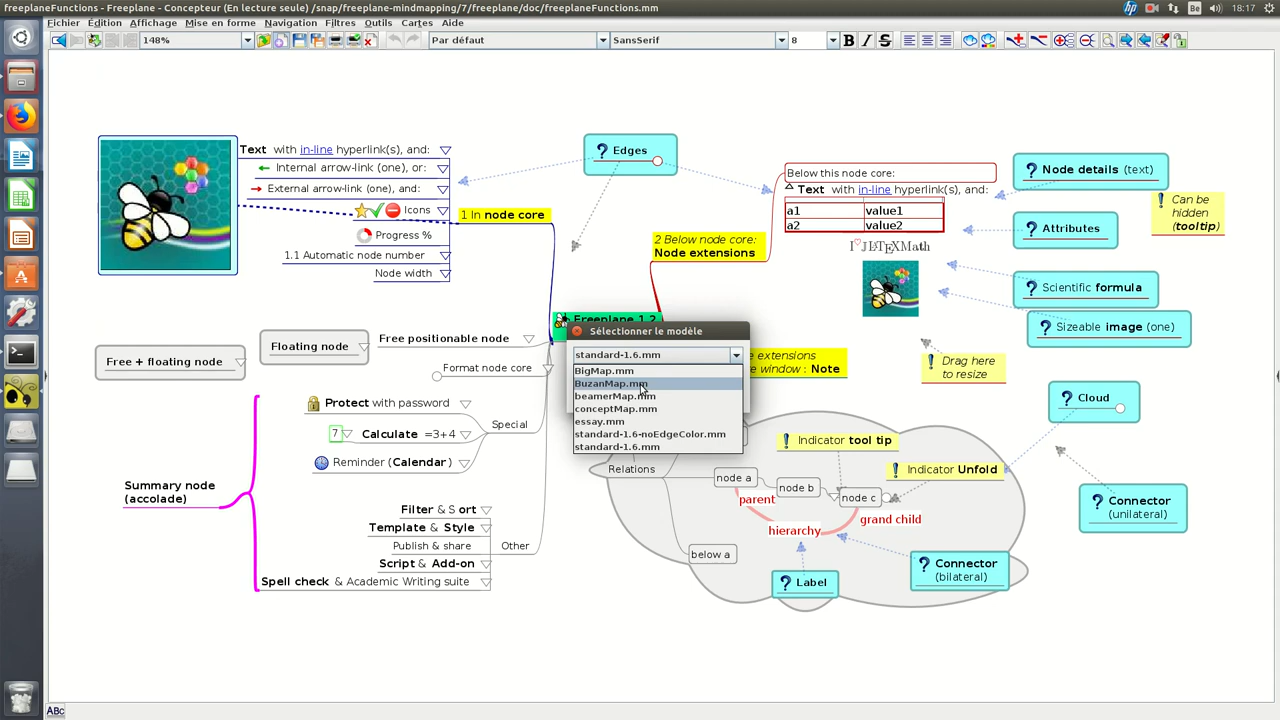 freeplaneFunctions - Freeplane - Concepteur (En lecture seule) /snap/freeplane-mindmapping/7/freeplane/doc/freeplaneFunctions.mm
Be
18:17
Fichier Édition Affichage Mise en forme Navigation Filtres Outils Cartes Aide
148%
Par défaut
SansSerif
8
B I S
Text with in-line hyperlink(s), and:
Internal arrow-link (one), or:
External arrow-link (one), and:
Icons
Progress %
1.1 Automatic node number
Node width
1 In node core
Edges
Below this node core:
Text with in-line hyperlink(s), and:
a1 value1
a2 value2
2 Below node core:
Node extensions
? Node details (text)
! Can be
hidden
(tooltip)
? Attributes
? Scientific formula
? Sizeable image (one)
! Drag here
to resize
Free + floating node
Floating node
Free positionable node
Format node core
Freeplane 1.2
Sélectionner le modèle
standard-1.6.mm
BigMap.mm
BuzanMap.mm
beamerMap.mm
conceptMap.mm
essay.mm
standard-1.6-noEdgeColor.mm
standard-1.6.mm
e extensions
e window : Note
Protect with password
7 Calculate =3+4
Reminder (Calendar)
Special
Summary node
(accolade)
Filter & S ort
Template & Style
Publish & share
Script & Add-on
Spell check & Academic Writing suite
Other
Relations
node a
node b
node c
parent
hierarchy
grand child
below a
! Indicator tool tip
! Indicator Unfold
? Cloud
? Connector
(unilateral)
? Connector
(bilateral)
? Label
ABc